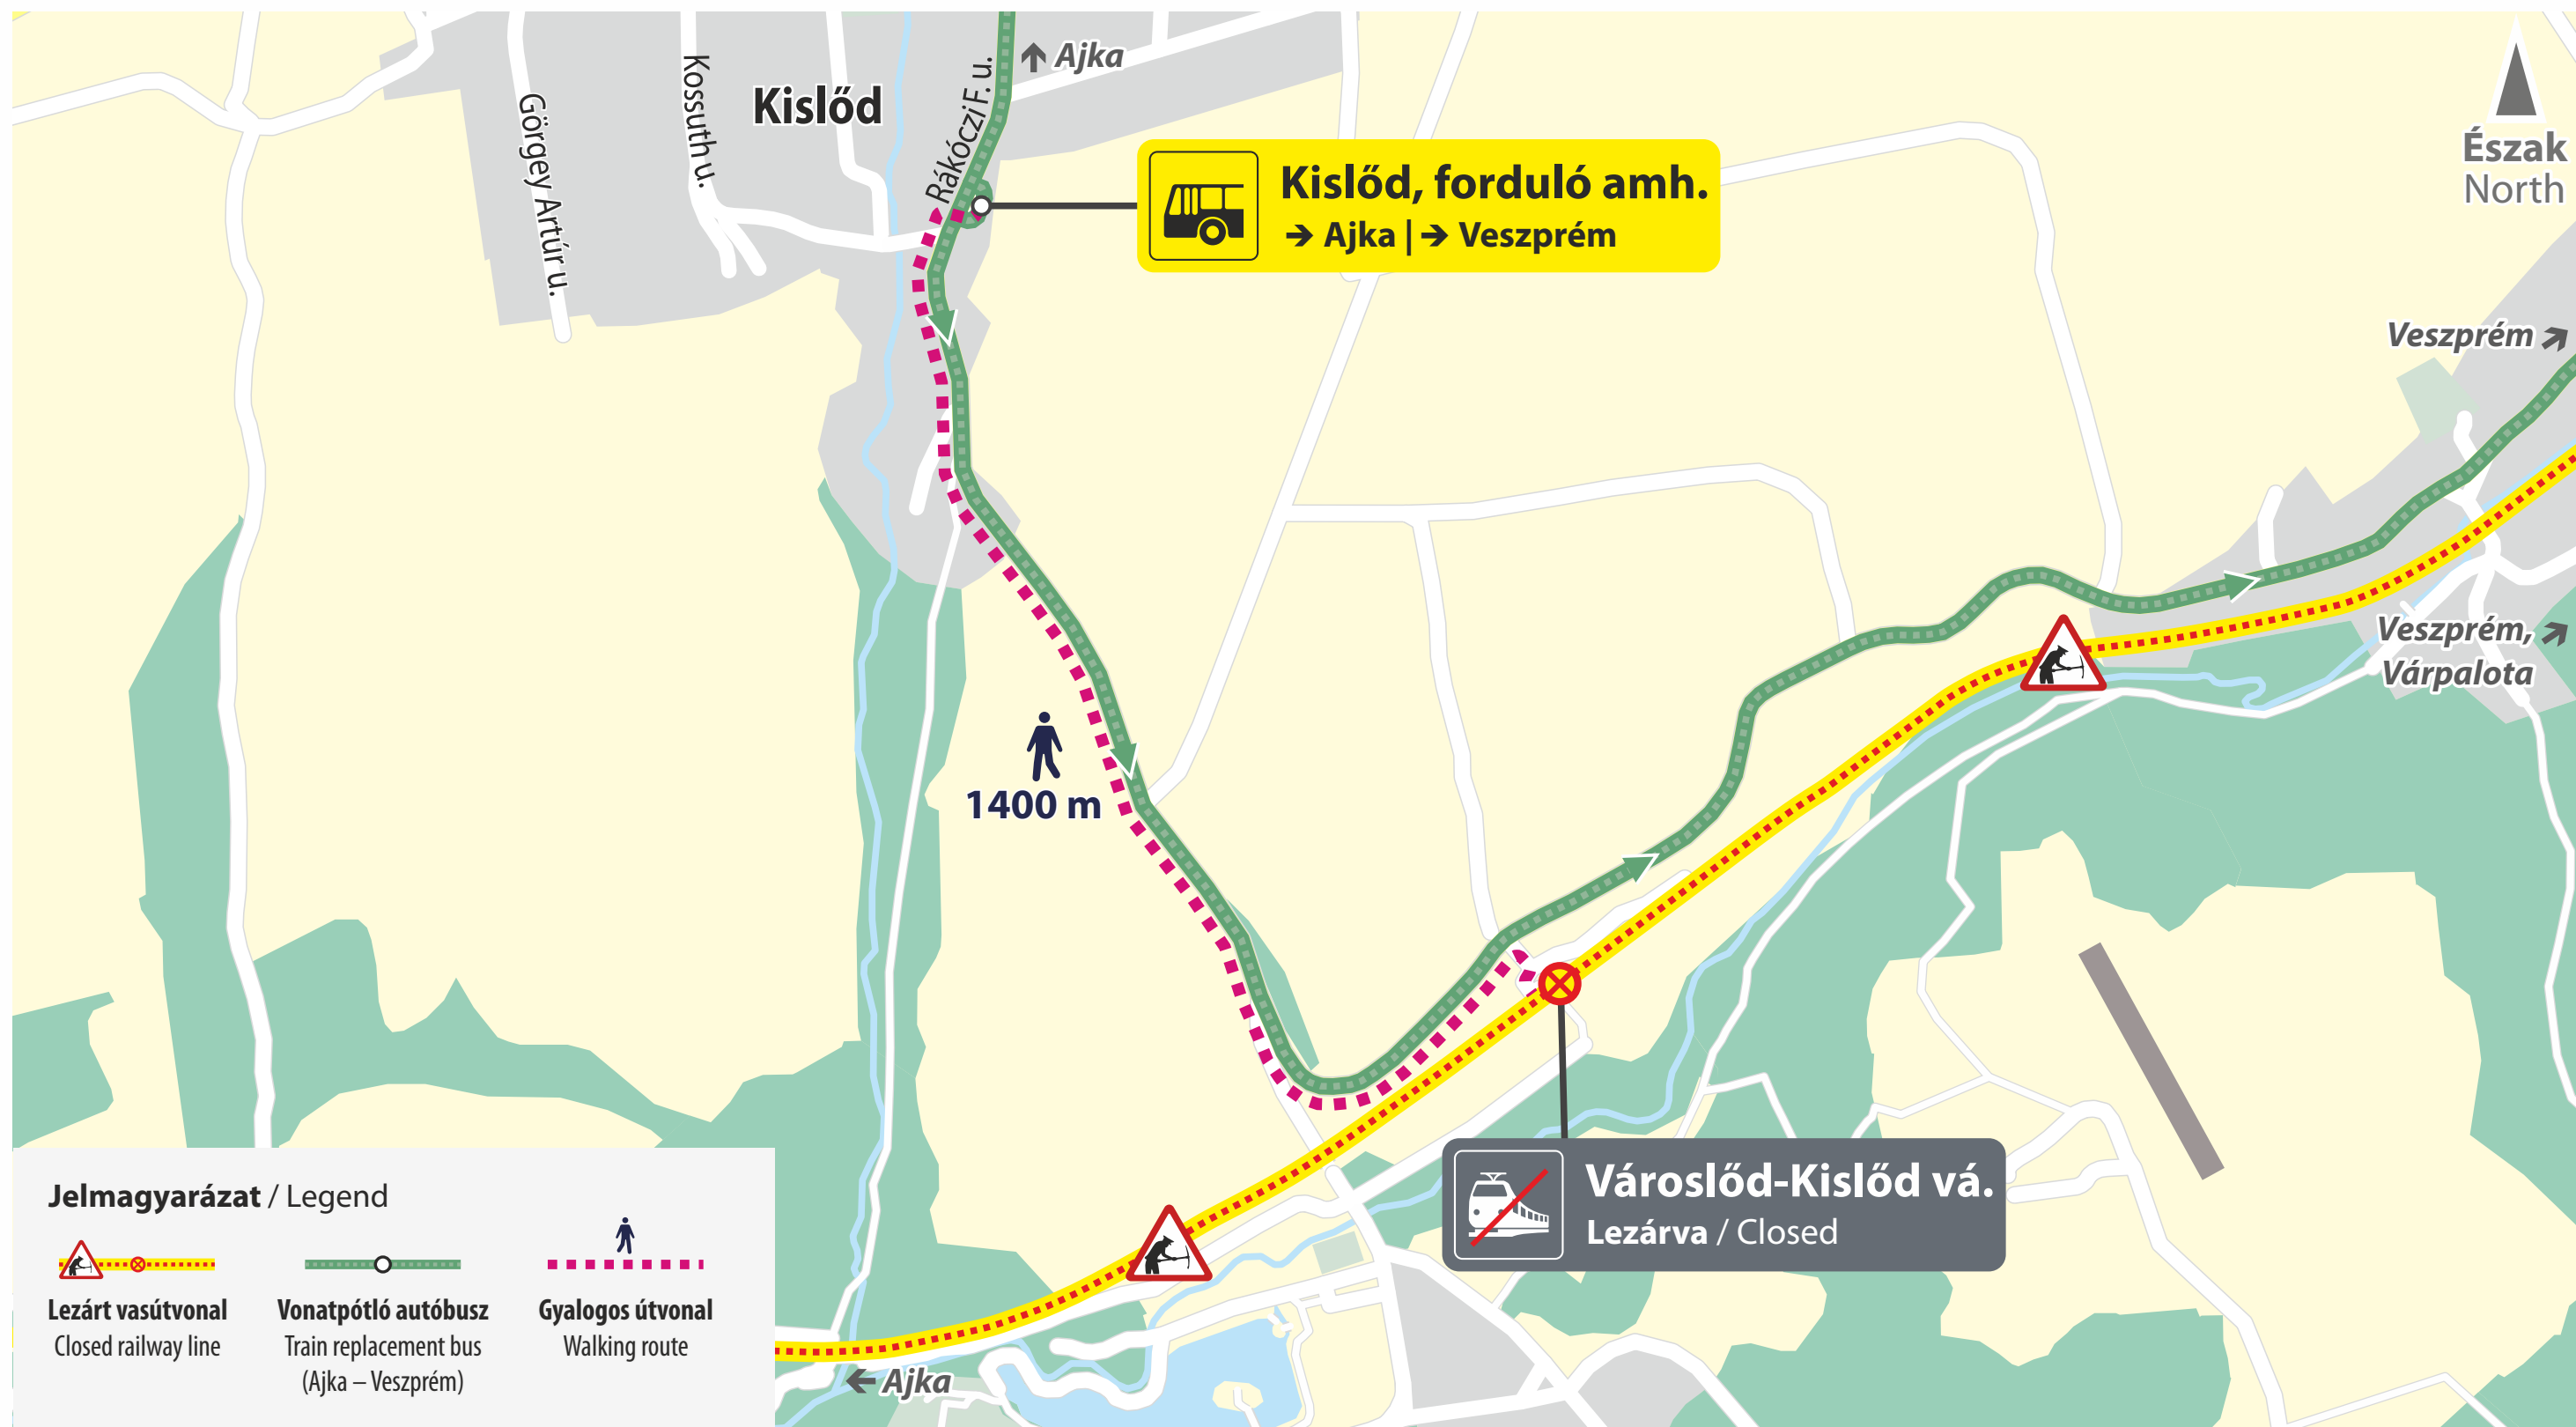 Ajka
Kislőd
Görgey Artúr u.
Kossuth u.
Rákóczi F. u.
Kislőd, forduló amh.
→ Ajka | → Veszprém
Észak
North
Veszprém
Veszprém,
Várpalota
1400 m
Városlőd-Kislőd vá.
Lezárva / Closed
Ajka
Jelmagyarázat / Legend
Lezárt vasútvonal
Closed railway line
Vonatpótló autóbusz
Train replacement bus
(Ajka – Veszprém)
Gyalogos útvonal
Walking route